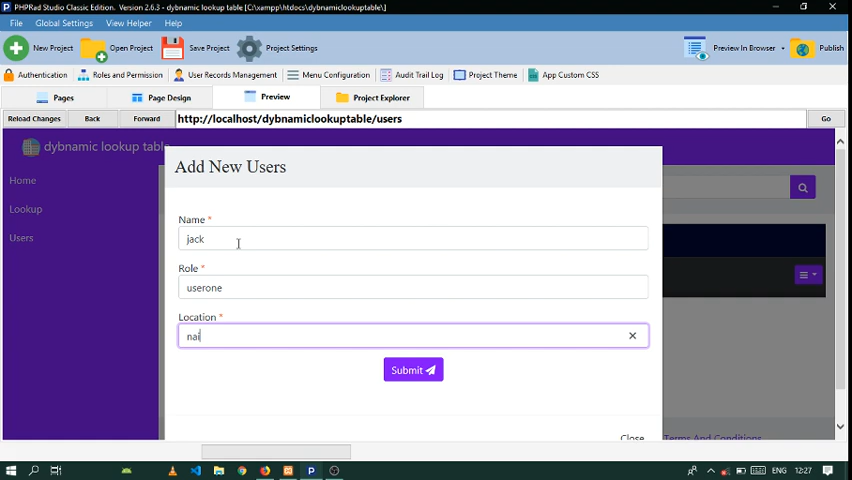 PHPRad Studio Classic Edition. - Version 2.6.3 - dybnamic lookup table [C:\xampp\htdocs\dybnamiclookuptable\]
File Global Settings View Helper Help
New Project Open Project Save Project Project Settings Preview In Browser Publish
Authentication Roles and Permission User Records Management Menu Configuration Audit Trail Log Project Theme App Custom CSS
Pages Page Design Preview Project Explorer
Reload Changes Back Forward http://localhost/dybnamiclookuptable/users Go
dybnamic lookup table
Add New Users
Home
Lookup
Users
Name *
jack
Role *
userone
Location *
nai
Submit
Close
Terms And Conditions
ENG 12:27